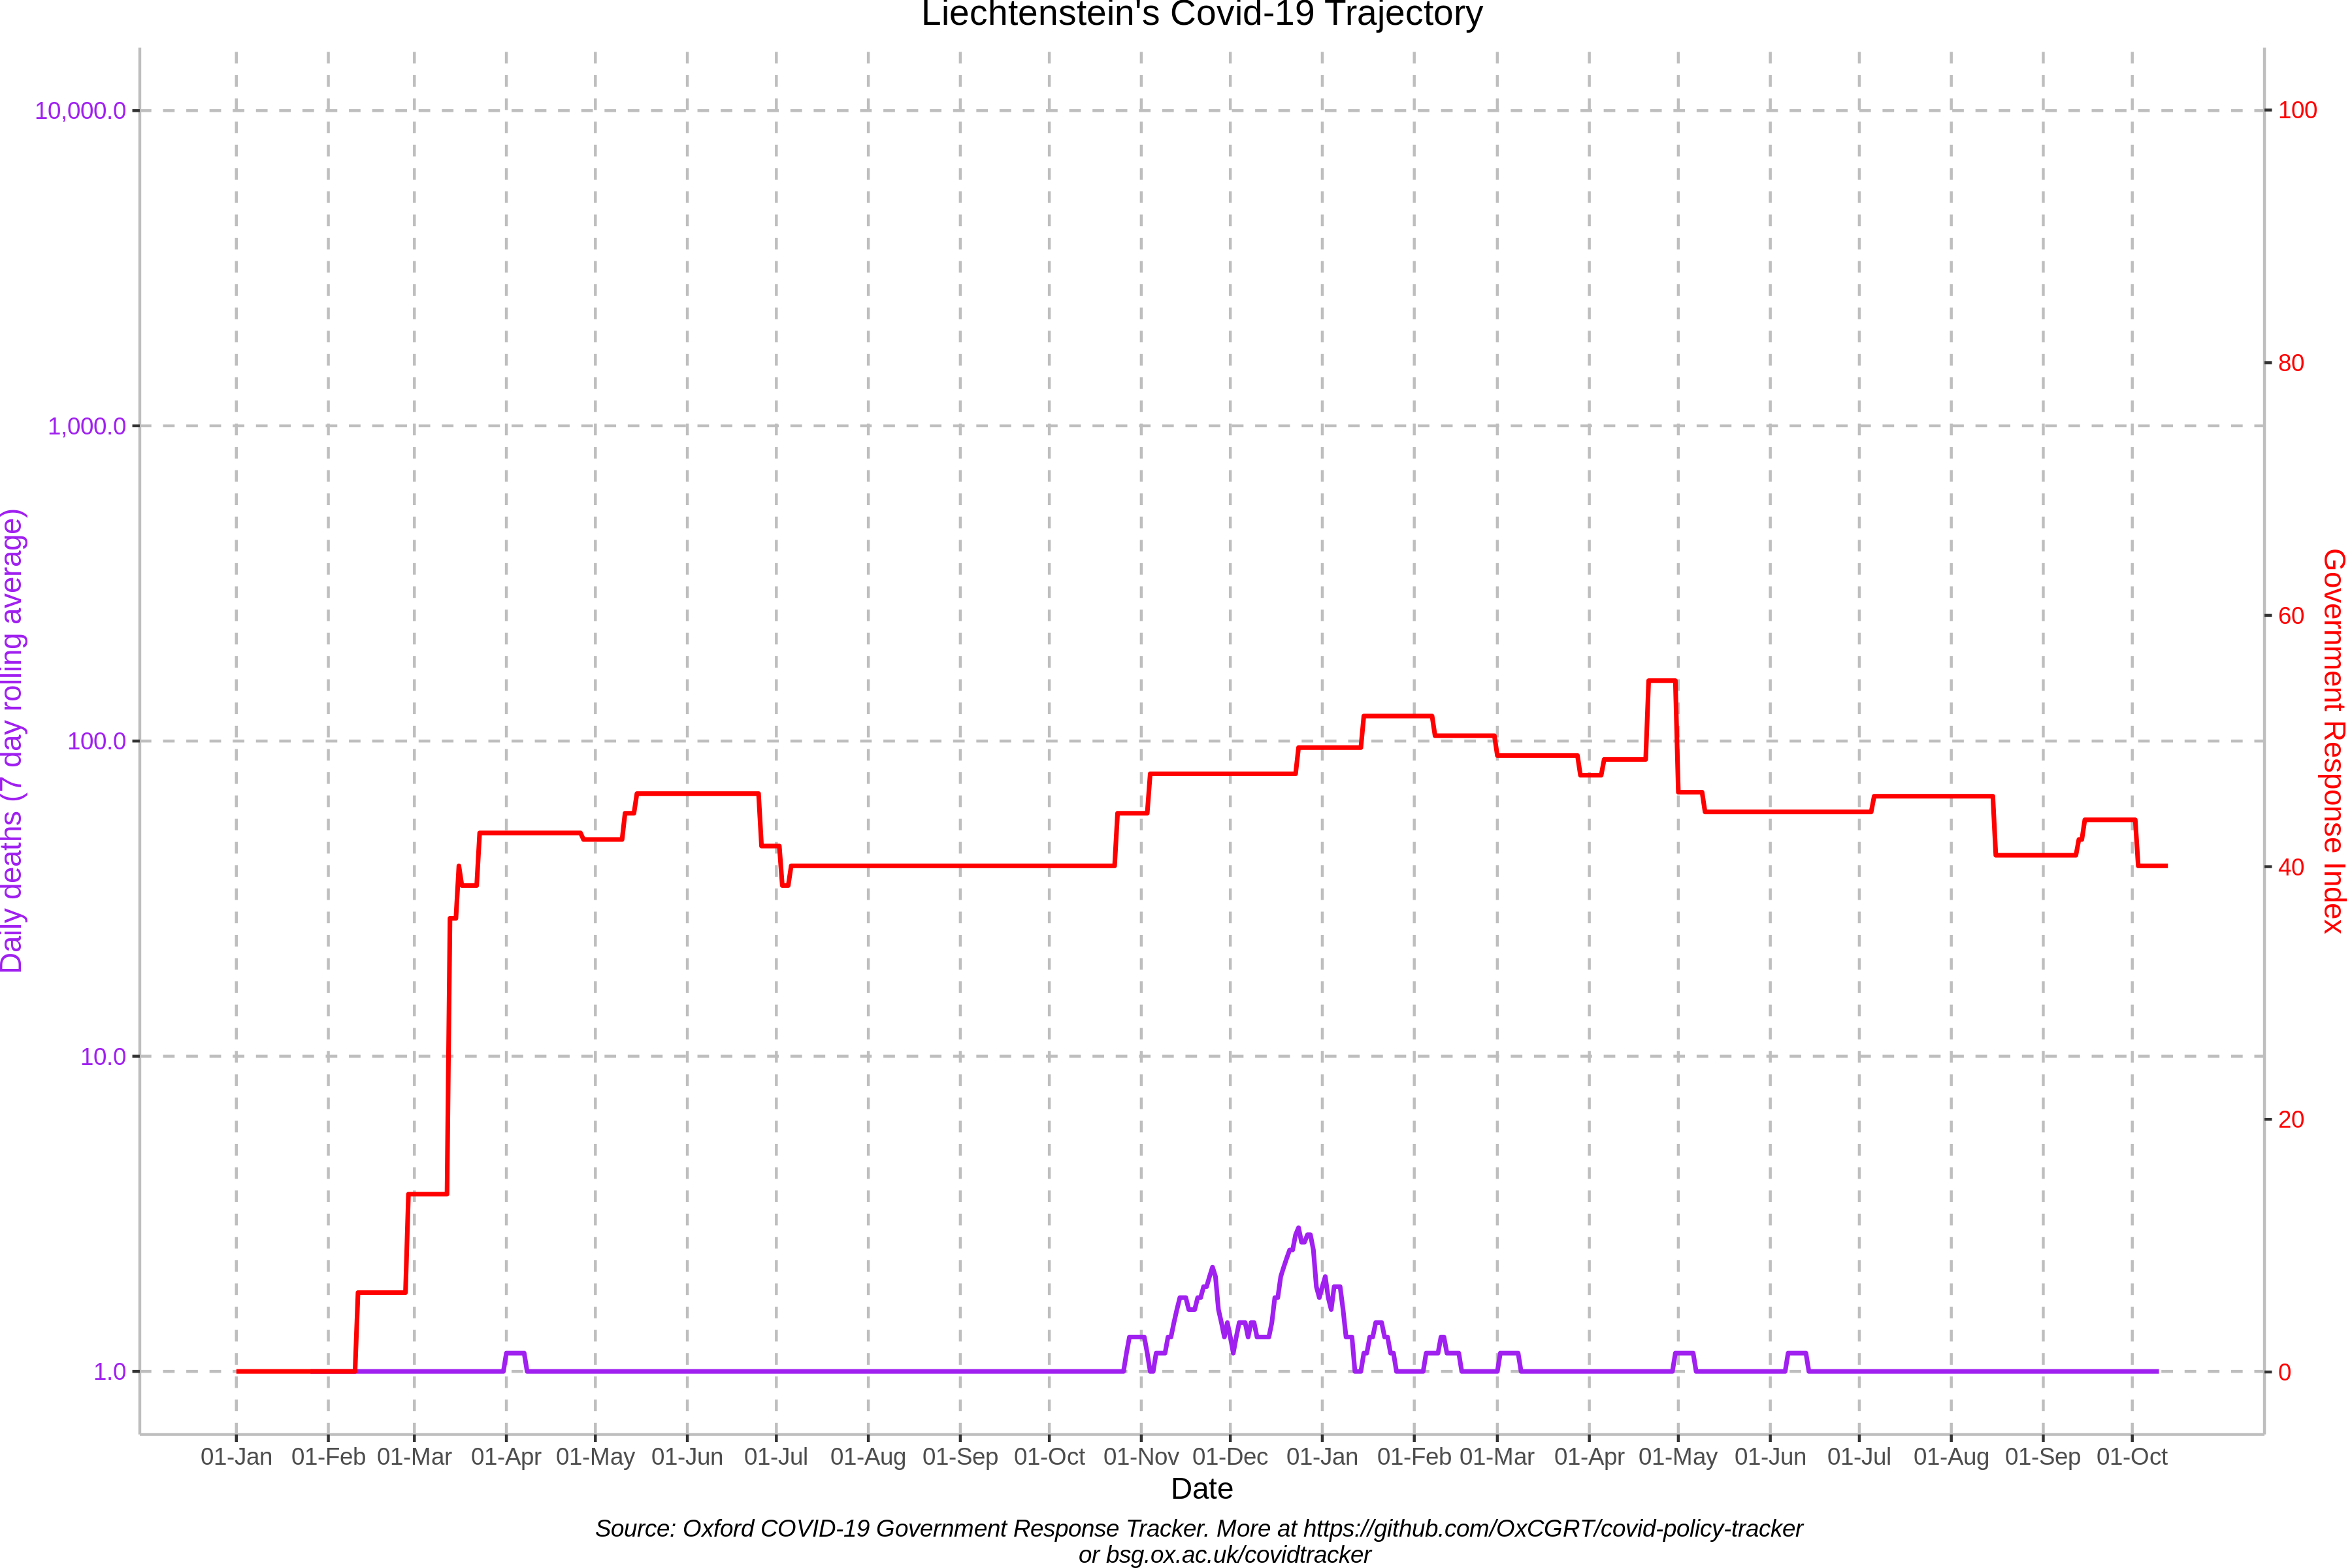 Liechtenstein's Covid-19 Trajectory
10,000.0
1,000.0
100.0
10.0
1.0
Daily deaths (7 day rolling average)
100
80
60
40
20
0
Government Response Index
01-Jan 01-Feb 01-Mar 01-Apr 01-May 01-Jun 01-Jul 01-Aug 01-Sep 01-Oct 01-Nov 01-Dec 01-Jan 01-Feb 01-Mar 01-Apr 01-May 01-Jun 01-Jul 01-Aug 01-Sep 01-Oct
Date
Source: Oxford COVID-19 Government Response Tracker. More at https://github.com/OxCGRT/covid-policy-tracker
or bsg.ox.ac.uk/covidtracker